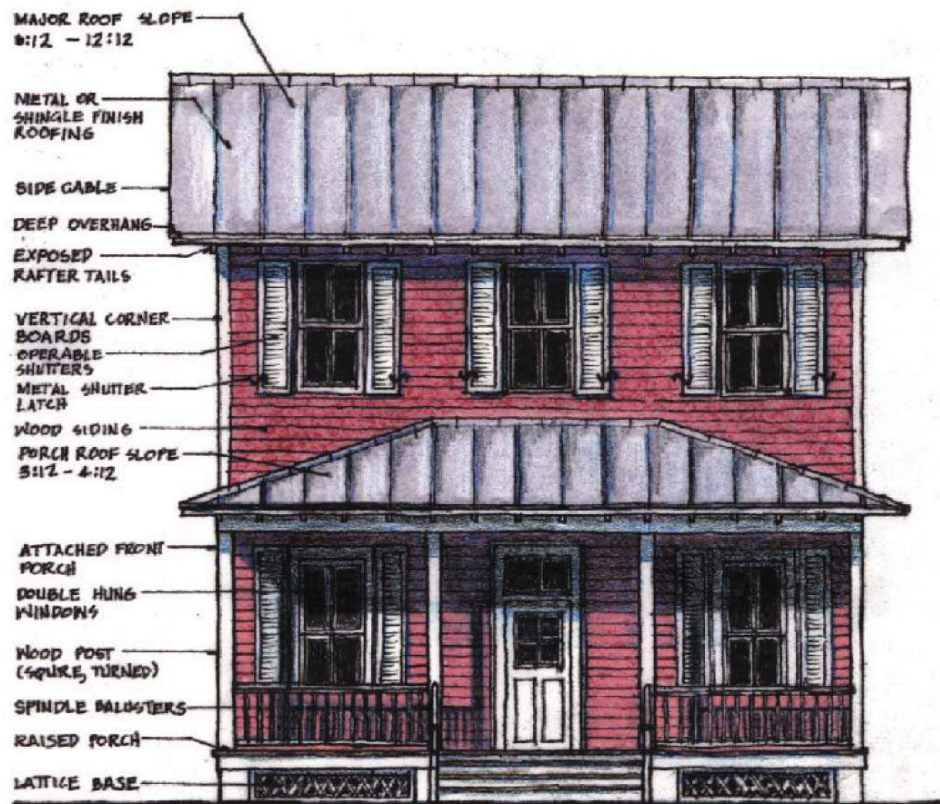 MAJOR ROOF SLOPE
8:12 - 12:12
METAL OR
SHINGLE FINISH
ROOFING
SIDE GABLE
DEEP OVERHANG
EXPOSED
RAFTER TAILS
VERTICAL CORNER
BOARDS
OPERABLE
SHUTTERS
METAL SHUTTER
LATCH
WOOD SIDING
PORCH ROOF SLOPE
3:12 - 4:12
ATTACHED FRONT
PORCH
DOUBLE HUNG
WINDOWS
WOOD POST
(SQUIRE, TURNED)
SPINDLE BALUSTERS
RAISED PORCH
LATTICE BASE